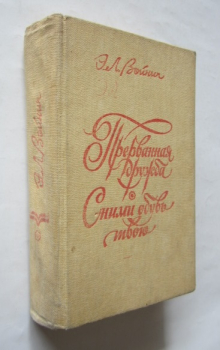 Э.Л. Войнич
Прерванная
дружба
Сними обувь
твою
Э.Л. Войнич